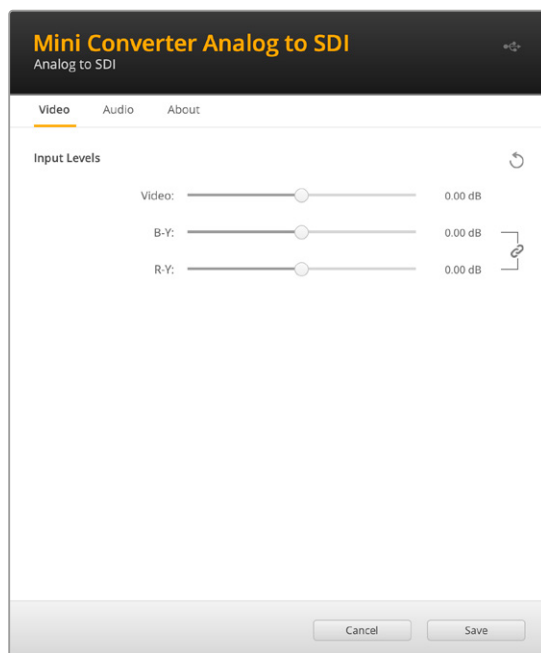 Mini Converter Analog to SDI
Analog to SDI
Video Audio About
Input Levels
Video: 0.00 dB
B-Y: 0.00 dB
R-Y: 0.00 dB
Cancel Save